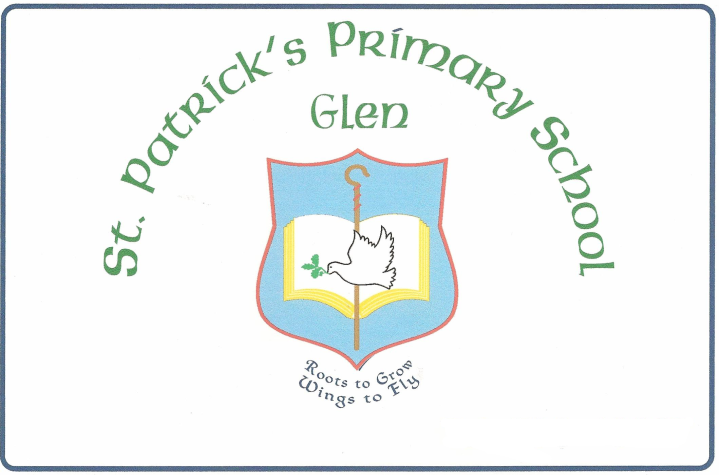 St. Patrick's Primary School
Glen
Roots to Grow
Wings to Fly